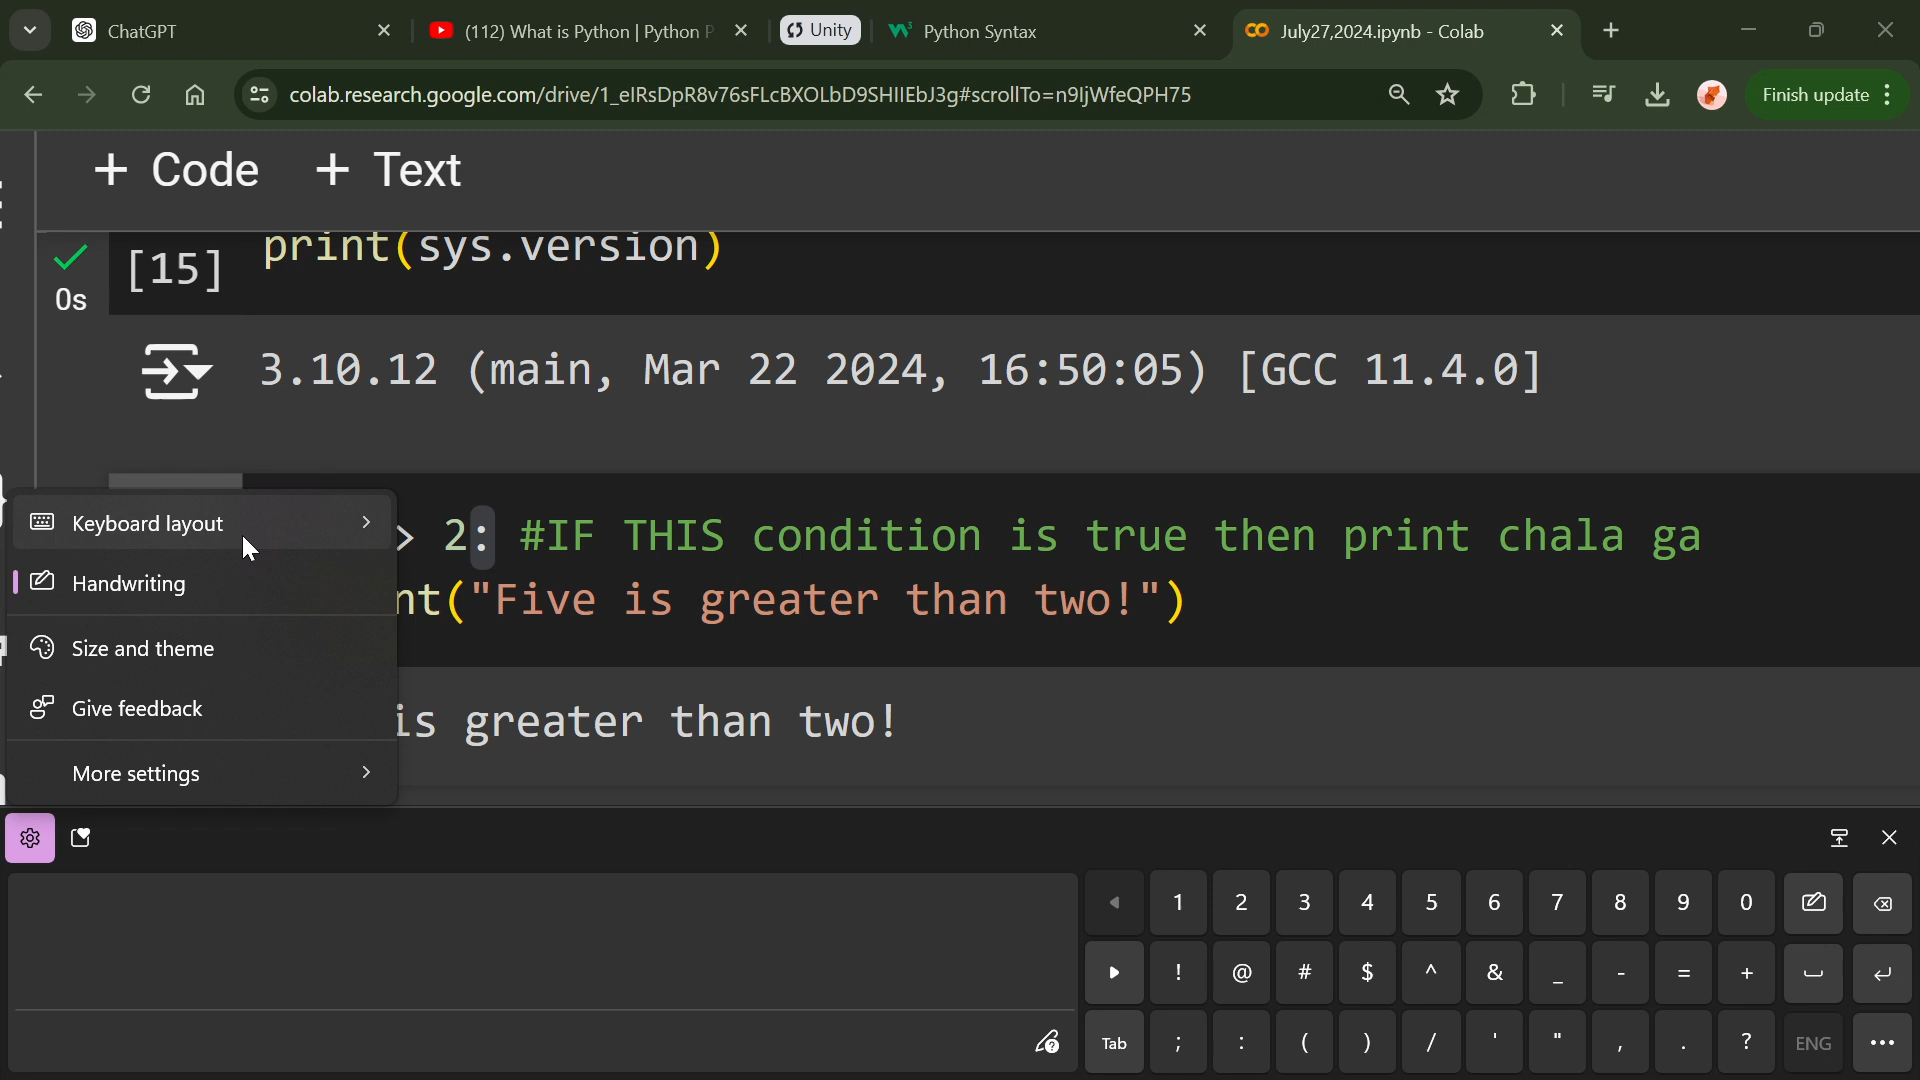 ChatGPT
(112) What is Python | Python P
Unity
Python Syntax
July27,2024.ipynb - Colab
colab.research.google.com/drive/1_elRsDpR8v76sFLcBXOLbD9SHIIEbJ3g#scrollTo=n9IjWfeQPH75
Finish update
+ Code + Text
[15] print(sys.version)
0s
3.10.12 (main, Mar 22 2024, 16:50:05) [GCC 11.4.0]
> 2: #IF THIS condition is true then print chala ga
nt("Five is greater than two!")
is greater than two!
Keyboard layout
Handwriting
Size and theme
Give feedback
More settings
1 2 3 4 5 6 7 8 9 0
! @ # $ ^ & _ - = +
Tab ; : ( ) / ' " , . ? ENG